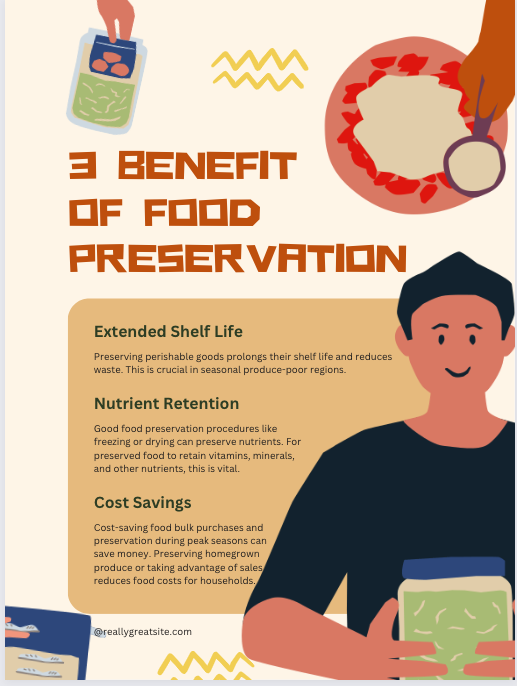 3 BENEFIT
OF FOOD
PRESERVATION
Extended Shelf Life
Preserving perishable goods prolongs their shelf life and reduces
waste. This is crucial in seasonal produce-poor regions.
Nutrient Retention
Good food preservation procedures like
freezing or drying can preserve nutrients. For
preserved food to retain vitamins, minerals,
and other nutrients, this is vital.
Cost Savings
Cost-saving food bulk purchases and
preservation during peak seasons can
save money. Preserving homegrown
produce or taking advantage of sales
reduces food costs for households.
@reallygreatsite.com